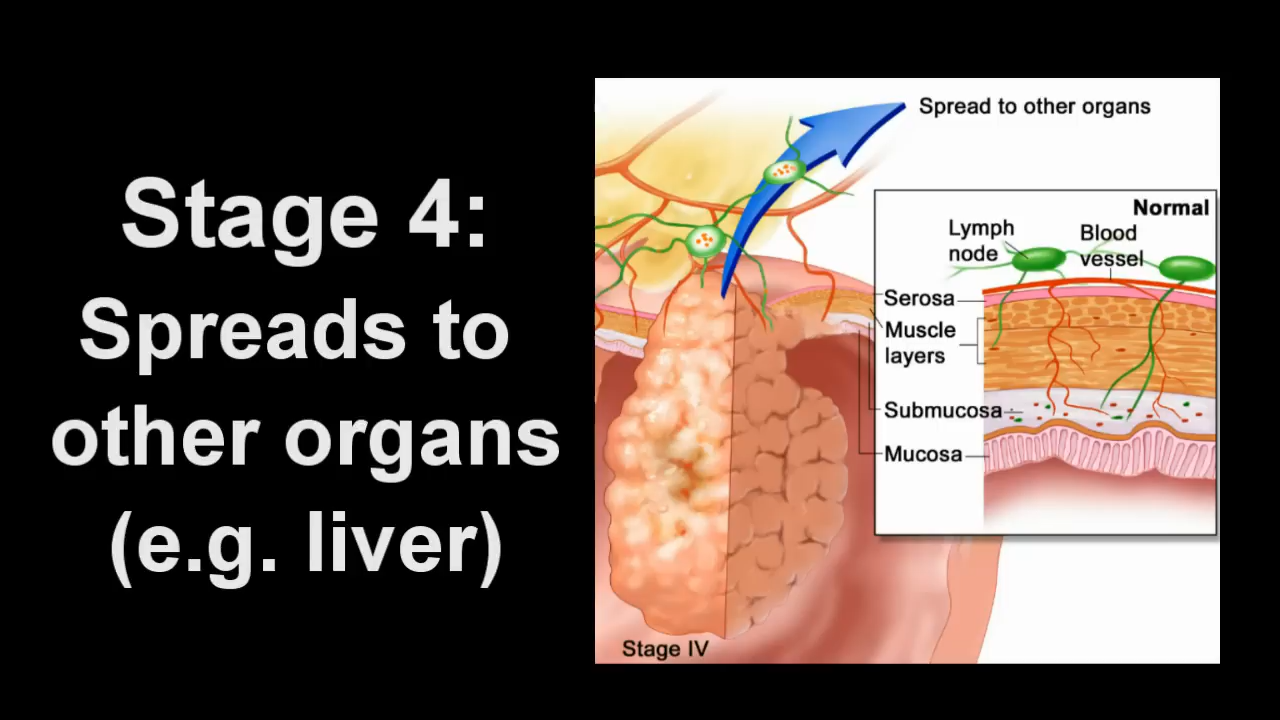 Stage 4:
Spreads to
other organs
(e.g. liver)
Spread to other organs
Normal
Lymph
node
Blood
vessel
Serosa
Muscle
layers
Submucosa
Mucosa
Stage IV